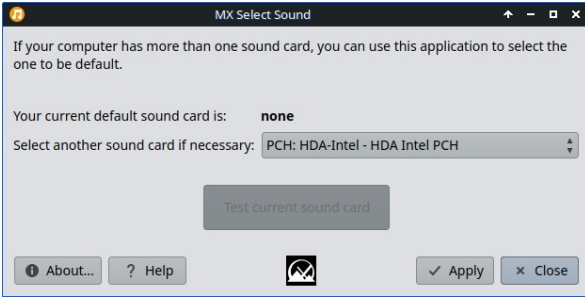 MX Select Sound
If your computer has more than one sound card, you can use this application to select the
one to be default.
Your current default sound card is: none
Select another sound card if necessary: PCH: HDA-Intel - HDA Intel PCH
Test current sound card
About... ? Help Apply Close